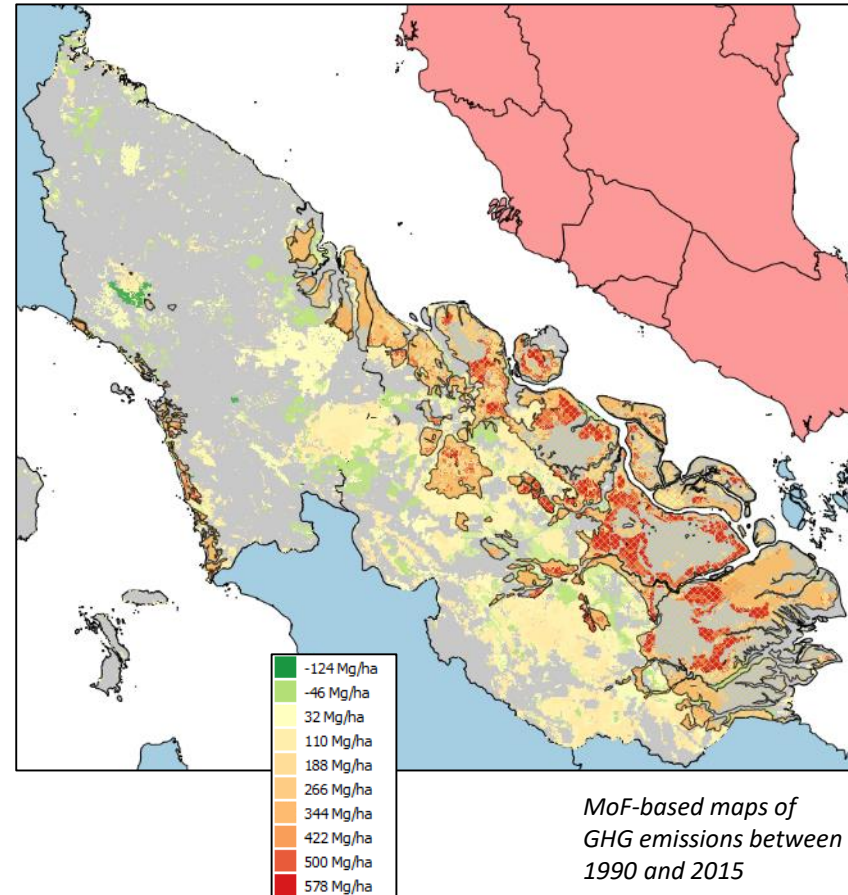 -124 Mg/ha
-46 Mg/ha
32 Mg/ha
110 Mg/ha
188 Mg/ha
266 Mg/ha
344 Mg/ha
422 Mg/ha
500 Mg/ha
578 Mg/ha
MoF-based maps of
GHG emissions between
1990 and 2015